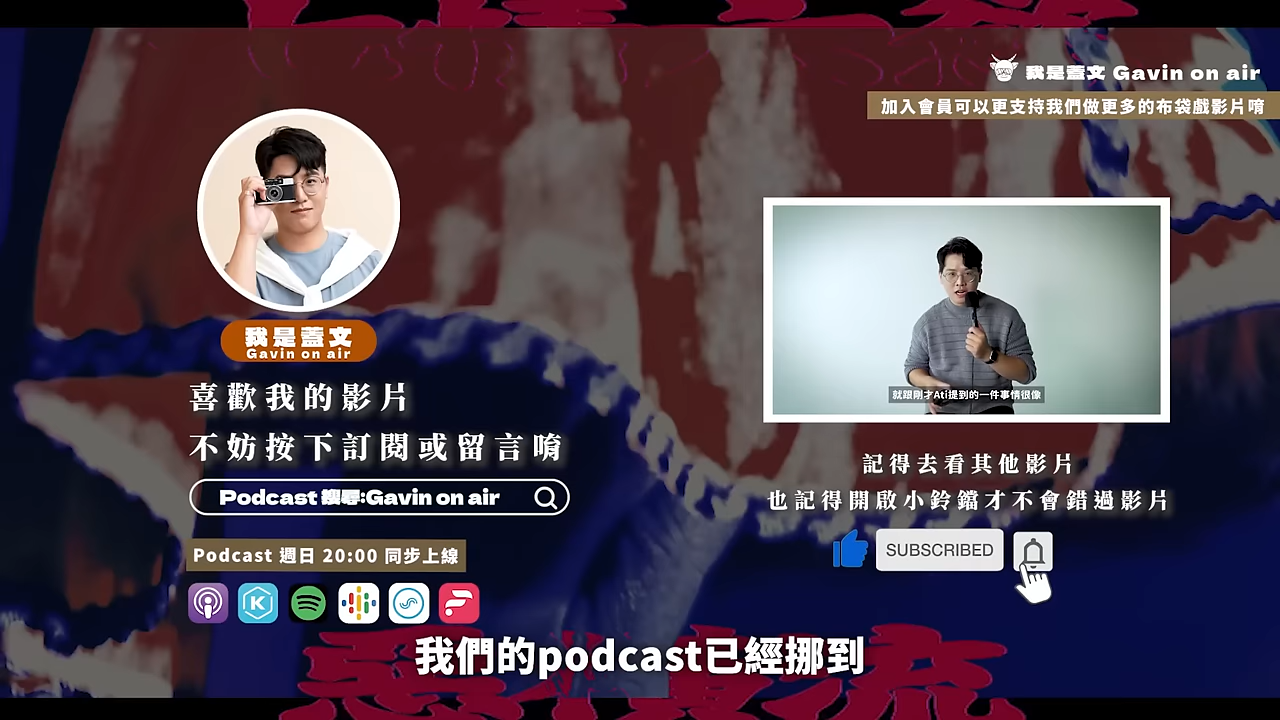 我是蓋文 Gavin on air
加入會員可以更支持我們做更多的布袋戲影片唷
我是蓋文
Gavin on air
喜歡我的影片
不妨按下訂閱或留言唷
Podcast 搜尋:Gavin on air
Podcast 週日 20:00 同步上線
就跟剛才Ati提到的一件事情很像
記得去看其他影片
也記得開啟小鈴鐺才不會錯過影片
SUBSCRIBED
我們的podcast已經挪到